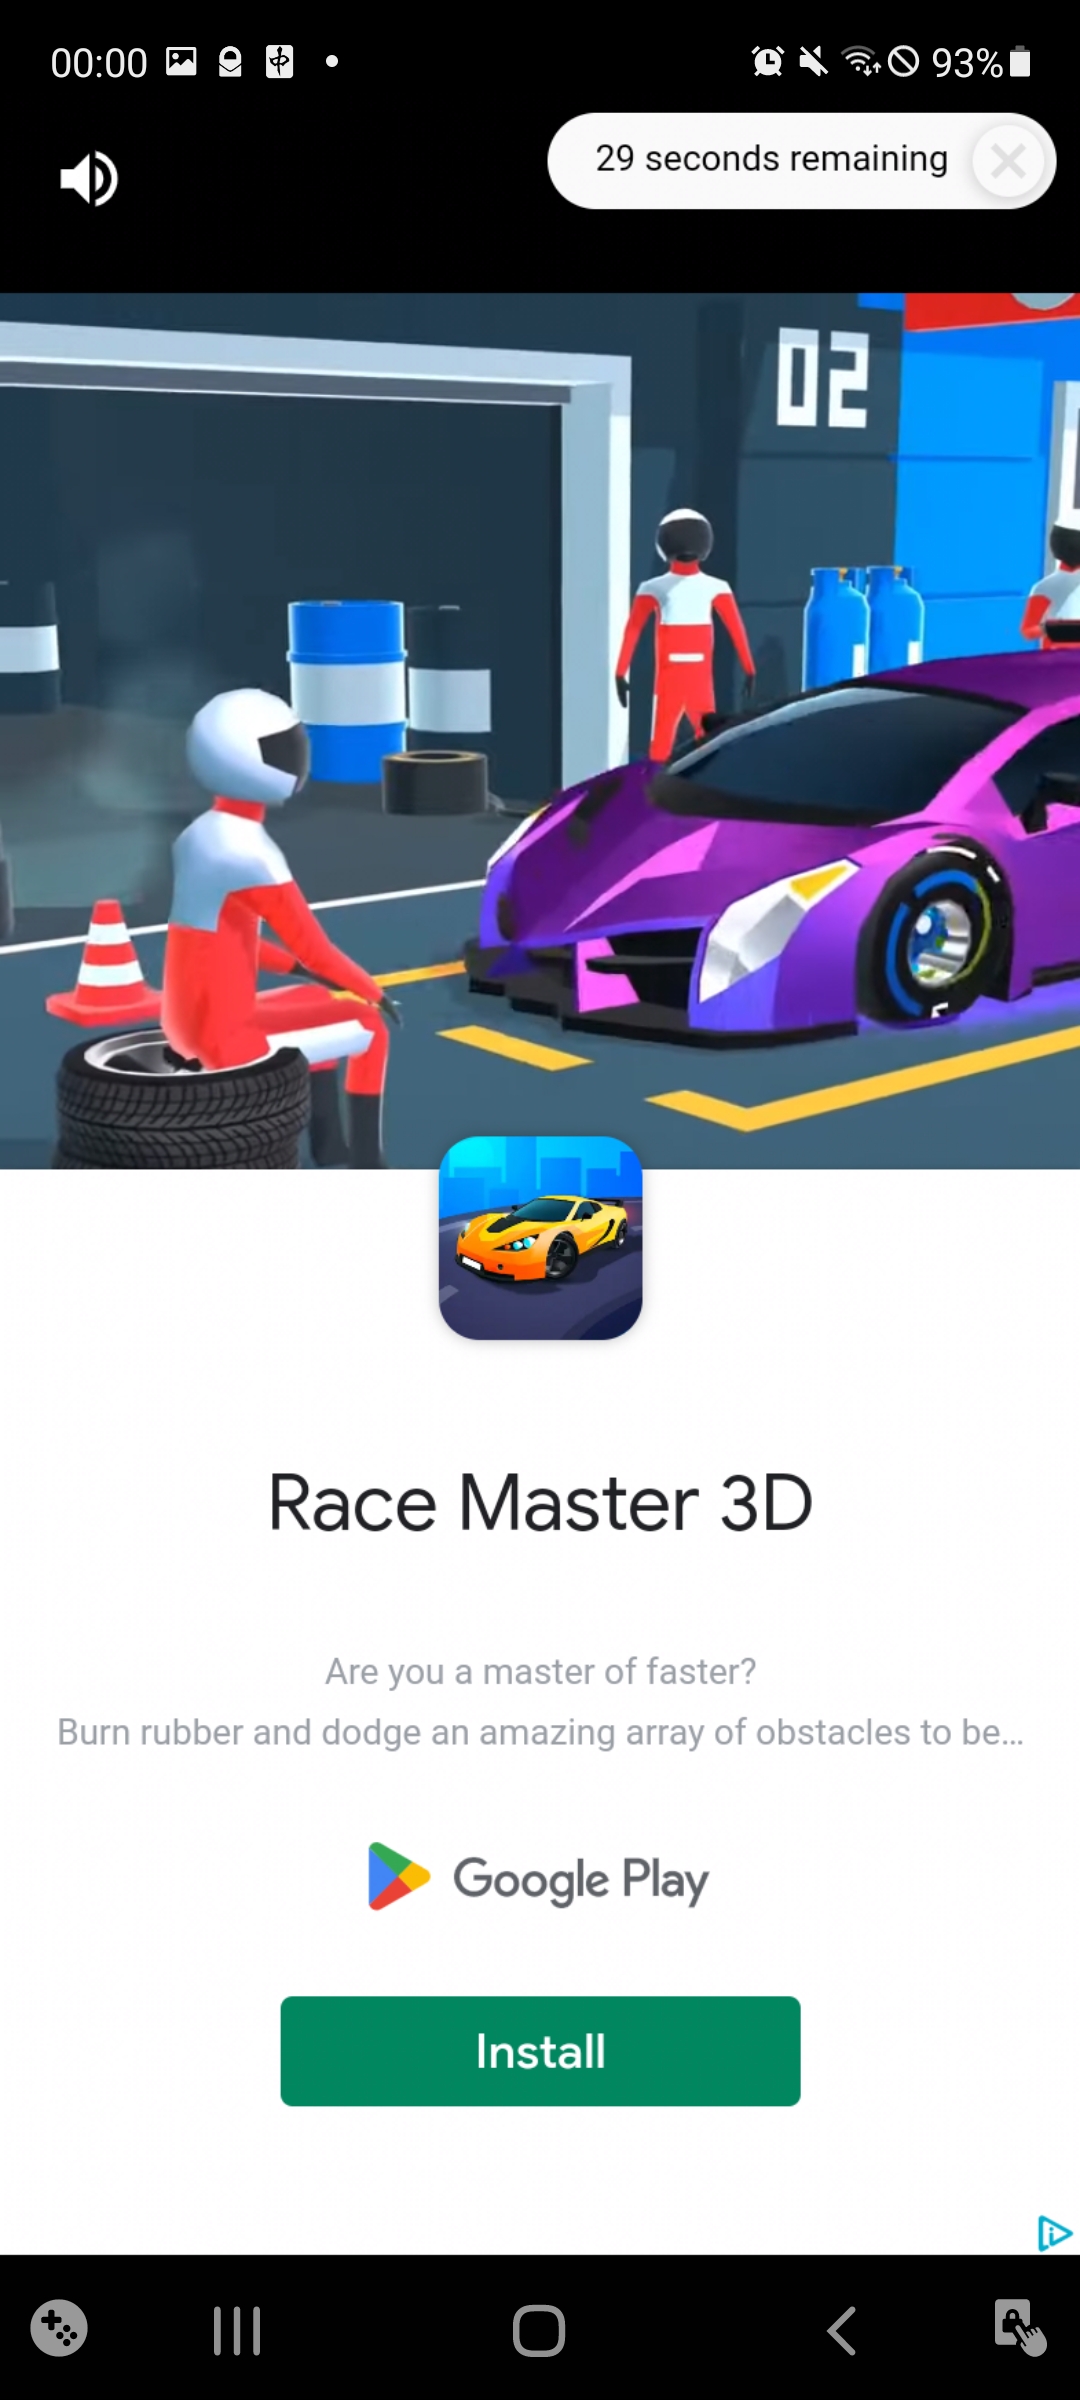 00:00
93%
29 seconds remaining
02
Race Master 3D
Are you a master of faster?
Burn rubber and dodge an amazing array of obstacles to be...
Google Play
Install